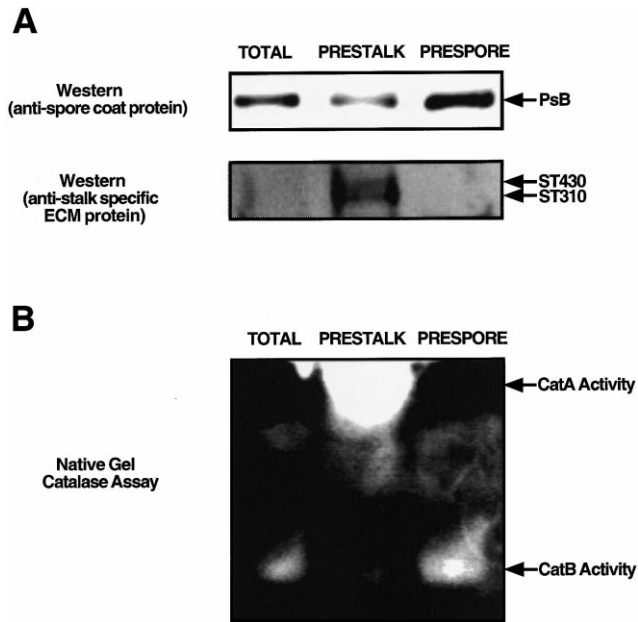 A
TOTAL PRESTALK PRESPORE
Western
(anti-spore coat protein)
PsB
Western
(anti-stalk specific
ECM protein)
ST430
ST310
B
TOTAL PRESTALK PRESPORE
CatA Activity
Native Gel
Catalase Assay
CatB Activity